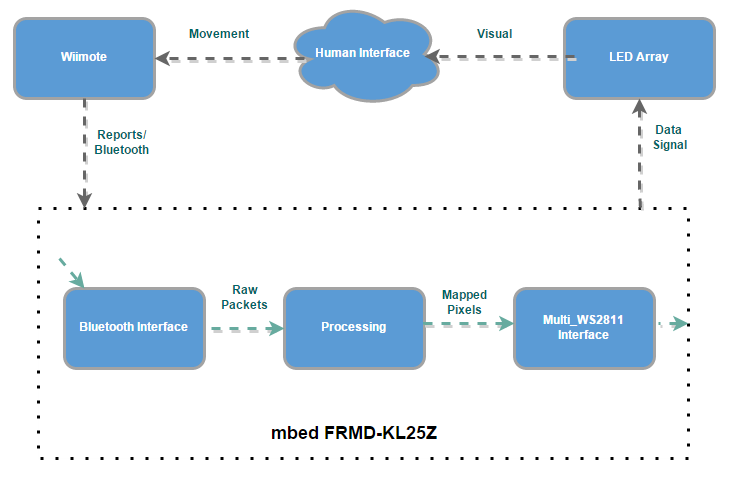 Movement
Visual
Wiimote
Human Interface
LED Array
Reports/
Bluetooth
Data
Signal
Raw
Packets
Mapped
Pixels
Bluetooth Interface
Processing
Multi_WS2811
Interface
mbed FRMD-KL25Z